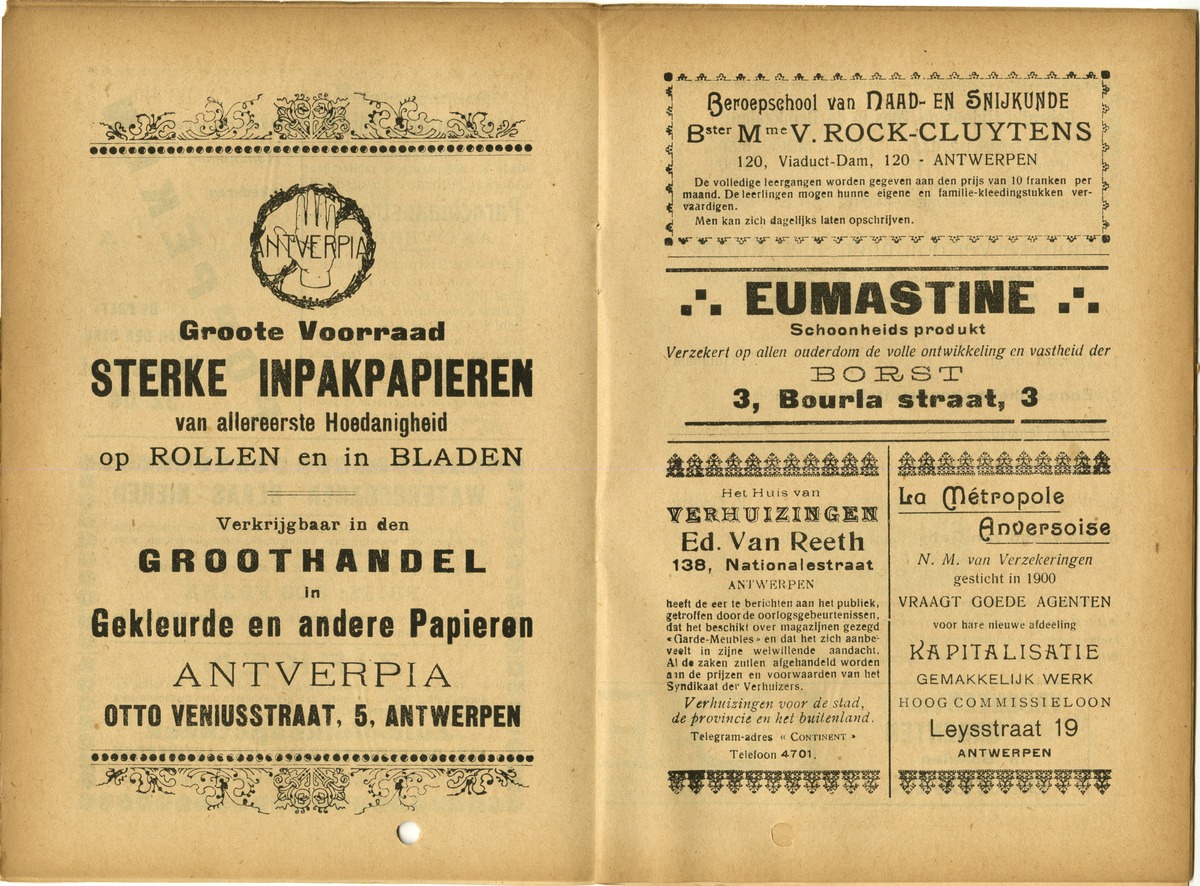 ANTVERPIA
Groote Voorraad
STERKE INPAKPAPIEREN
van allereerste Hoedanigheid
op ROLLEN en in BLADEN
Verkrijgbaar in den
GROOTHANDEL
in
Gekleurde en andere Papieren
ANTVERPIA
OTTO VENIUSSTRAAT, 5, ANTWERPEN
Beroepschool van NAAD- EN SNIJKUNDE
Bster Mme V. ROCK-CLUYTENS
120, Viaduct-Dam, 120 - ANTWERPEN
De volledige leergangen worden gegeven aan den prijs van 10 franken per
maand. De leerlingen mogen hunne eigene en familie-kleedingstukken ver-
vaardigen.
Men kan zich dagelijks laten opschrijven.
EUMASTINE
Schoonheids produkt
Verzekert op allen ouderdom de volle ontwikkeling en vastheid der
BORST
3, Bourla straat, 3
Het Huis van
VERHUIZINGEN
Ed. Van Reeth
138, Nationalestraat
ANTWERPEN
heeft de eer te berichten aan het publiek,
getroffen door de oorlogsgebeurtenissen,
dat het beschikt over magazijnen gezegd
«Garde-Meubles» en dat het zich aanbe-
veelt in zijne welwillende aandacht.
Al de zaken zullen afgehandeld worden
aan de prijzen en voorwaarden van het
Syndikaat der Verhuizers.
Verhuizingen voor de stad,
de provincie en het buitenland.
Telegram-adres « CONTINENT »
Telefoon 4701.
La Métropole
Anversoise
N. M. van Verzekeringen
gesticht in 1900
VRAAGT GOEDE AGENTEN
voor hare nieuwe afdeeling
KAPITALISATIE
GEMAKKELIJK WERK
HOOG COMMISSIELOON
Leysstraat 19
ANTWERPEN